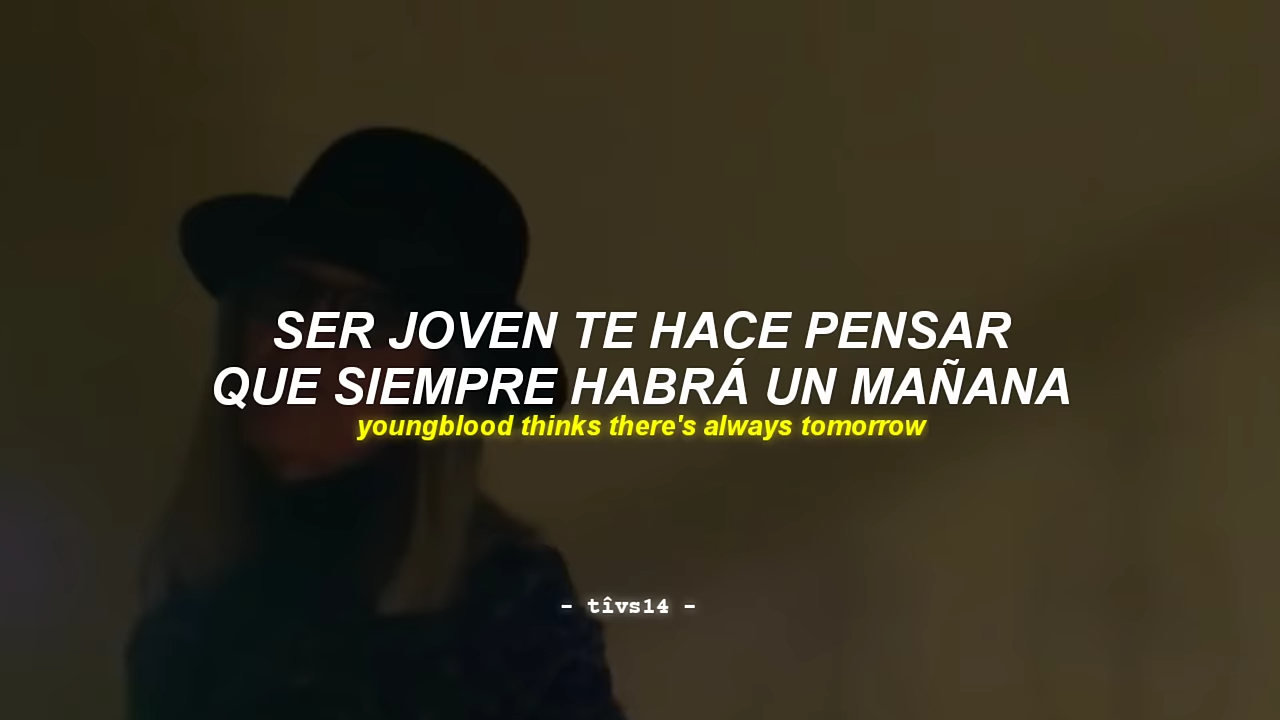 SER JOVEN TE HACE PENSAR
QUE SIEMPRE HABRÁ UN MAÑANA
youngblood thinks there's always tomorrow
- tîvs14 -